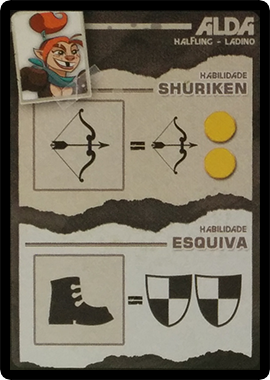 ALDA
HALFLING - LADINO
HABILIDADE
SHURIKEN
=
HABILIDADE
ESQUIVA
=